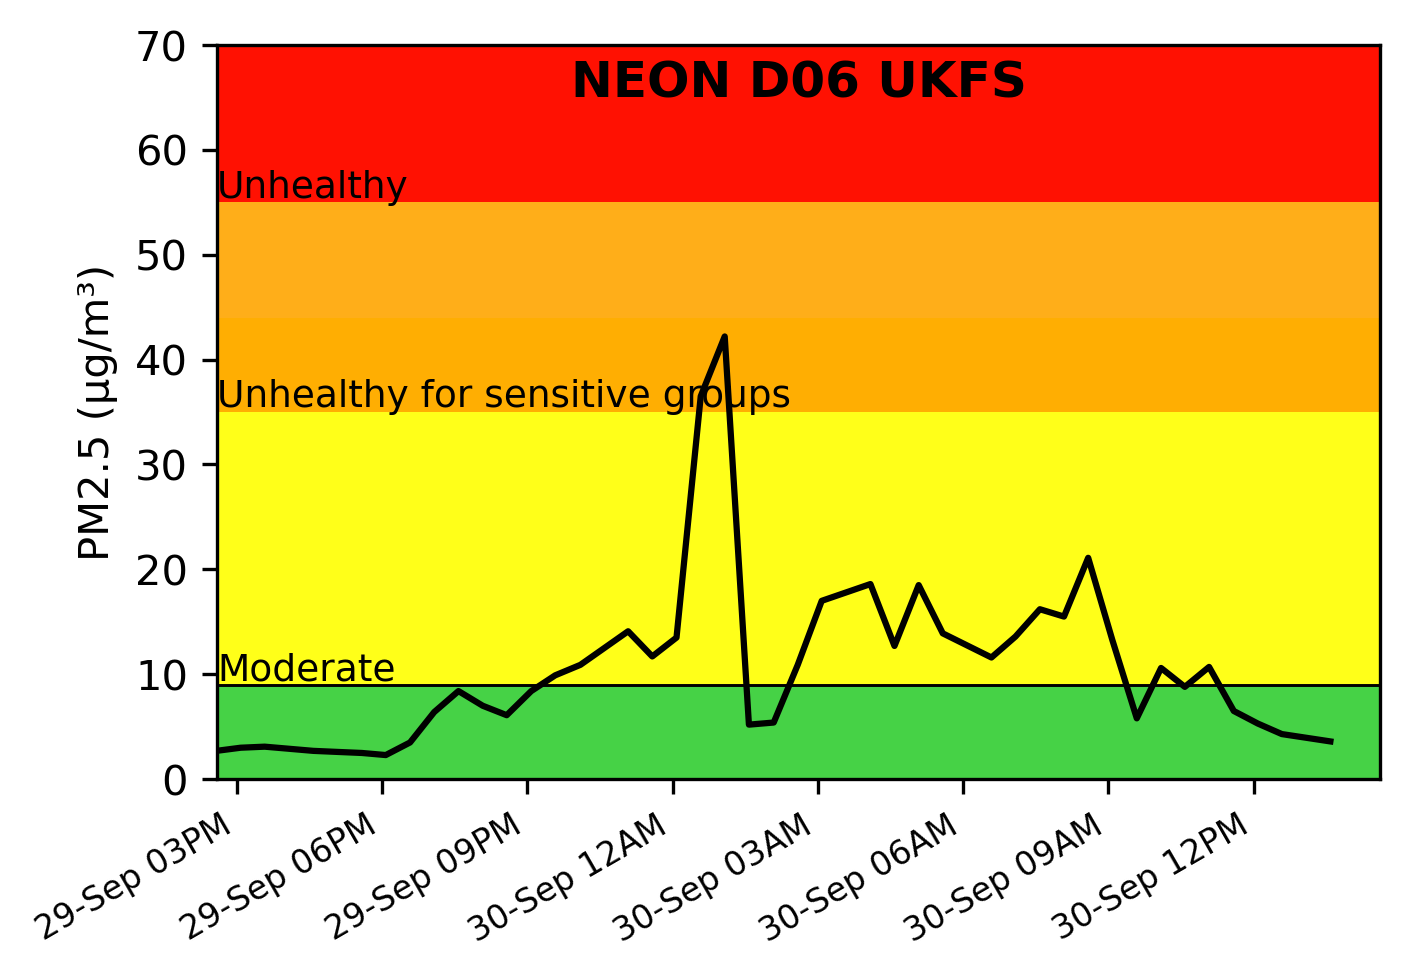 NEON D06 UKFS
PM2.5 (µg/m³)
70
60
50
40
30
20
10
0
Unhealthy
Unhealthy for sensitive groups
Moderate
29-Sep 03PM
29-Sep 06PM
29-Sep 09PM
30-Sep 12AM
30-Sep 03AM
30-Sep 06AM
30-Sep 09AM
30-Sep 12PM